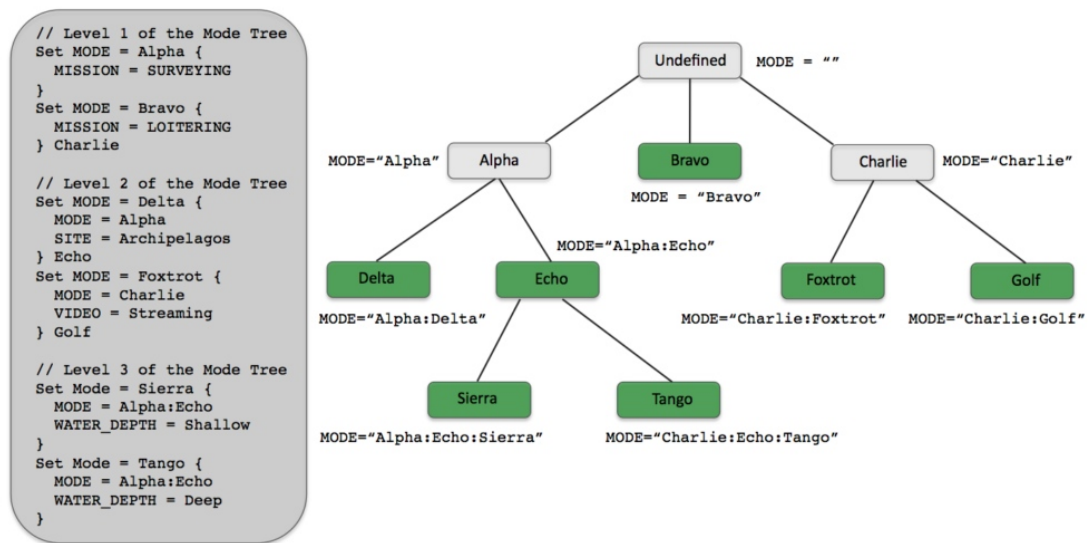 // Level 1 of the Mode Tree
Set MODE = Alpha {
MISSION = SURVEYING
}
Set MODE = Bravo {
MISSION = LOITERING
} Charlie
// Level 2 of the Mode Tree
Set MODE = Delta {
MODE = Alpha
SITE = Archipelagos
} Echo
Set MODE = Foxtrot {
MODE = Charlie
VIDEO = Streaming
} Golf
// Level 3 of the Mode Tree
Set Mode = Sierra {
MODE = Alpha:Echo
WATER_DEPTH = Shallow
}
Set Mode = Tango {
MODE = Alpha:Echo
WATER_DEPTH = Deep
}
Undefined
MODE = “”
MODE=“Alpha”
Alpha
Bravo
Charlie
MODE=“Charlie”
MODE = “Bravo”
MODE=“Alpha:Echo”
Delta
Echo
Foxtrot
Golf
MODE=“Alpha:Delta”
MODE=“Charlie:Foxtrot”
MODE=“Charlie:Golf”
Sierra
Tango
MODE=“Alpha:Echo:Sierra”
MODE=“Charlie:Echo:Tango”